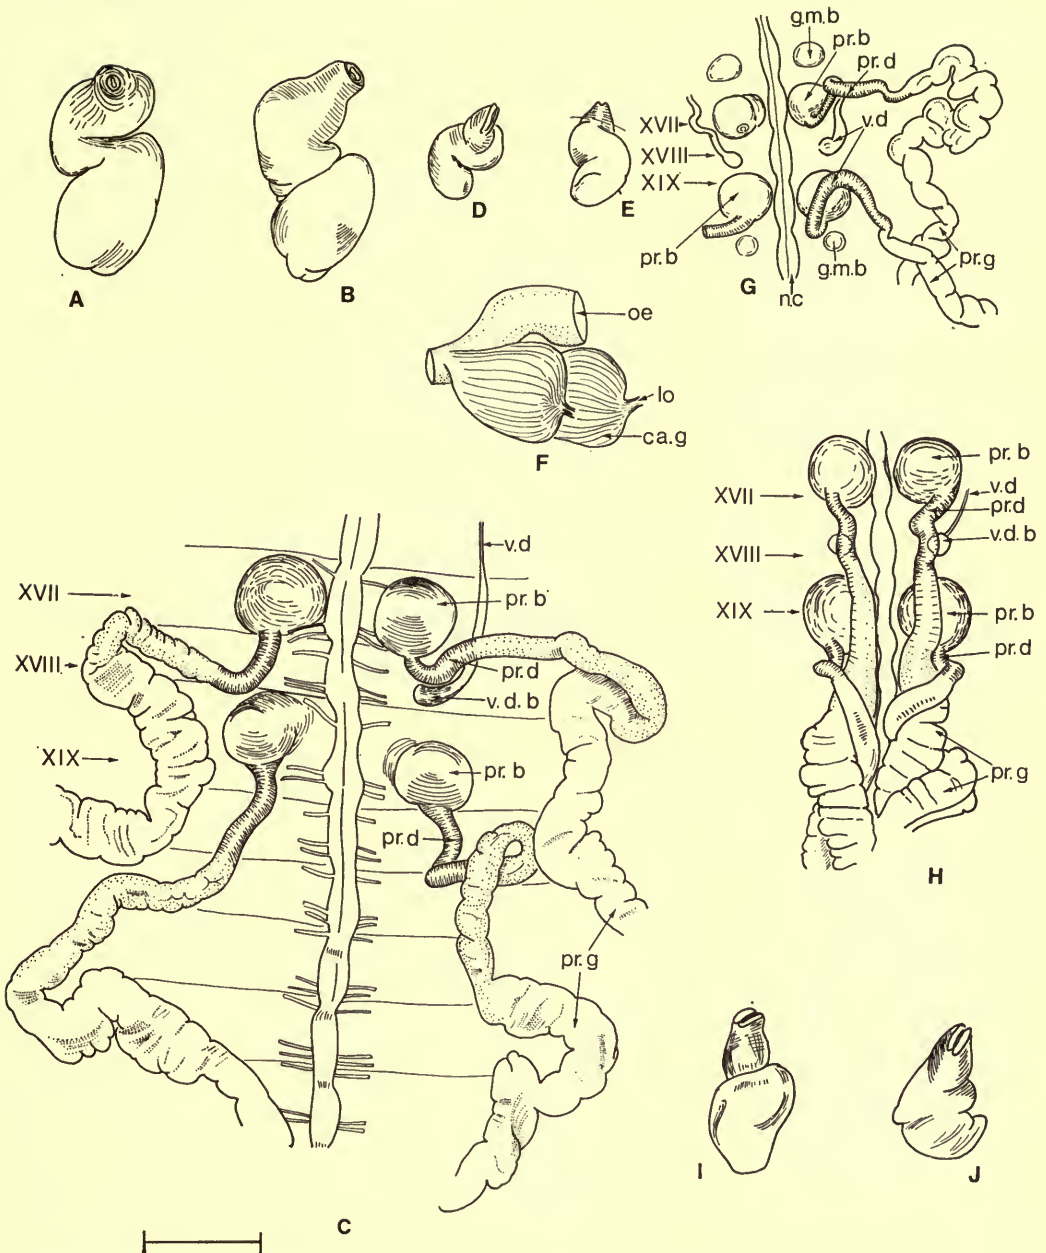 A
B
D
E
g.m.b
pr.b
pr.d
v.d
XVII
XVIII
XIX
pr.b
g.m.b
pr.g
G
n.c
oe
lo
ca.g
F
XVII
XVIII
XIX
pr.b
v.d
pr.d
v.d.b
pr.b
pr.d
pr.g
H
XVII
XVIII
XIX
v.d
pr.b
pr.d
v.d.b
pr.b
pr.d
pr.g
C
I
J